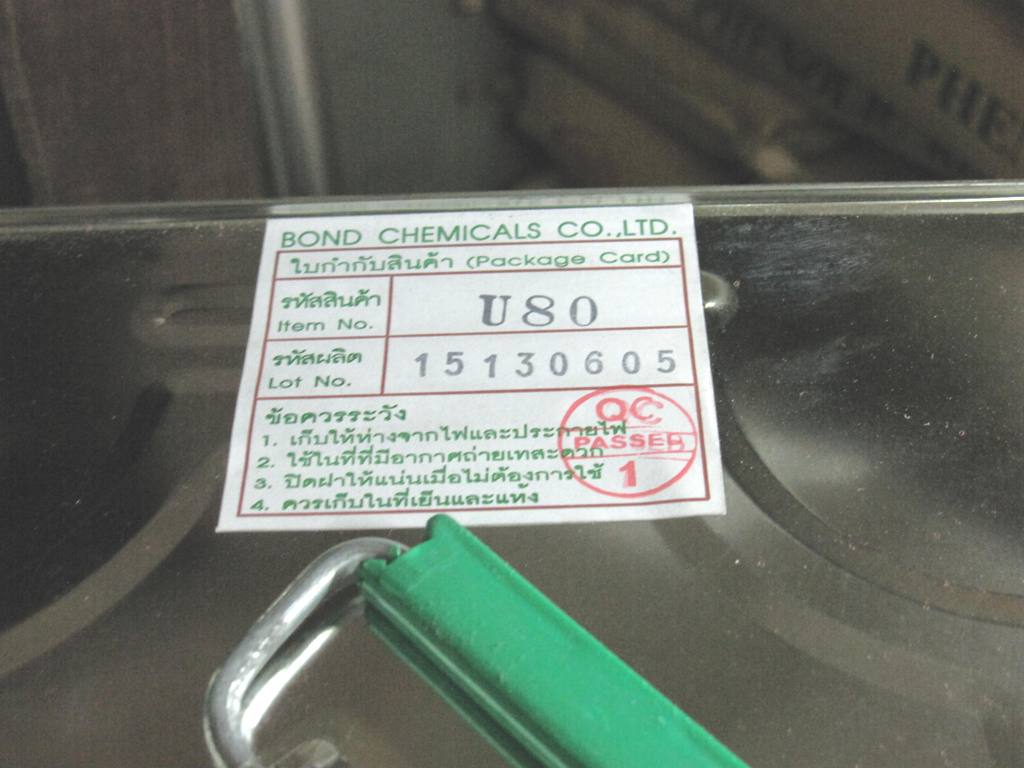 BOND CHEMICALS CO.,LTD.
ใบกำกับสินค้า (Package Card)
รหัสสินค้า
Item No.
U80
รหัสผลิต
Lot No.
15130605
ข้อควรระวัง
1. เก็บให้ห่างจากไฟและประกายไฟ
2. ใช้ในที่ที่มีอากาศถ่ายเทสะดวก
3. ปิดฝาให้แน่นเมื่อไม่ต้องการใช้
4. ควรเก็บในที่เย็นและแห้ง
QC
PASSED
1
PHE